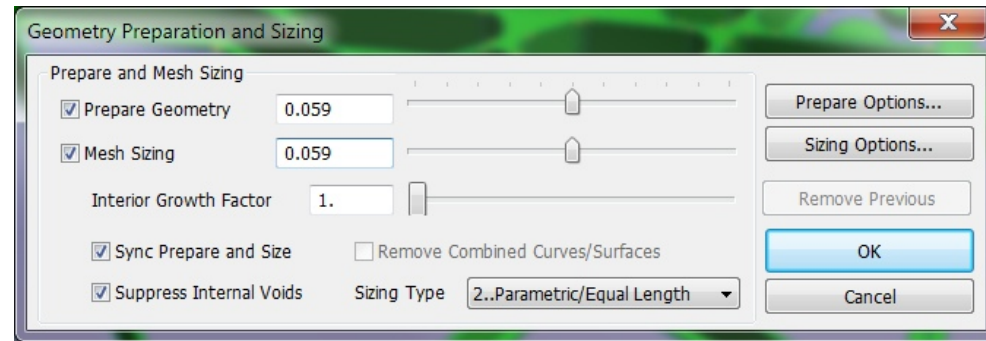 Geometry Preparation and Sizing
Prepare and Mesh Sizing
Prepare Geometry 0.059
Prepare Options...
Mesh Sizing 0.059
Sizing Options...
Interior Growth Factor 1.
Remove Previous
Sync Prepare and Size Remove Combined Curves/Surfaces
OK
Suppress Internal Voids Sizing Type 2..Parametric/Equal Length
Cancel